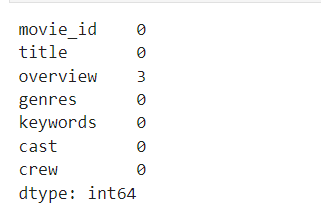 movie_id    0
title       0
overview    3
genres      0
keywords    0
cast        0
crew        0
dtype: int64